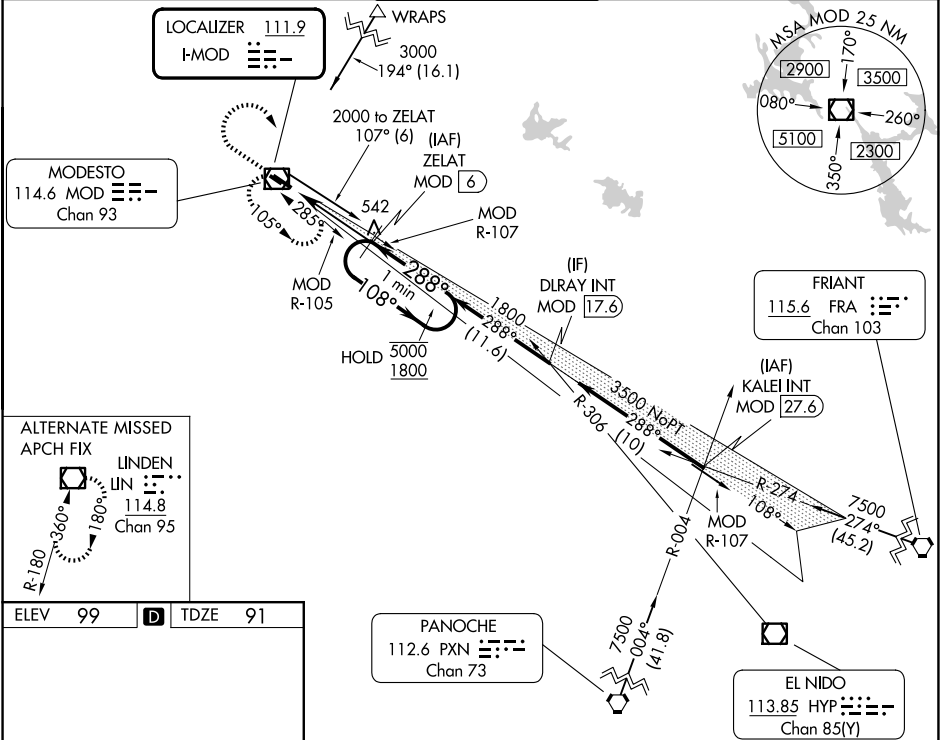 LOCALIZER 111.9
I-MOD
WRAPS
3000
194° (16.1)
MSA MOD 25 NM
170°
2900
3500
080°
260°
5100
2300
350°
2000 to ZELAT
107° (6)
(IAF)
ZELAT
MOD 6
MODESTO
114.6 MOD
Chan 93
542
MOD
R-107
105°
285°
MOD
R-105
288°
1 min
108°
HOLD 5000
1800
(IF)
DLRAY INT
MOD 17.6
1800
288°
(11.6)
FRIANT
115.6 FRA
Chan 103
(IAF)
KALEI INT
MOD 27.6
3500 NoPT
288°
(10)
R-306
R-274
7500
274°
(45.2)
108°
MOD
R-107
R-004
ALTERNATE MISSED
APCH FIX
LINDEN
LIN
114.8
Chan 95
360°
180°
R-180
ELEV 99 D TDZE 91
PANOCHE
112.6 PXN
Chan 73
7500
004°
(41.8)
EL NIDO
113.85 HYP
Chan 85(Y)